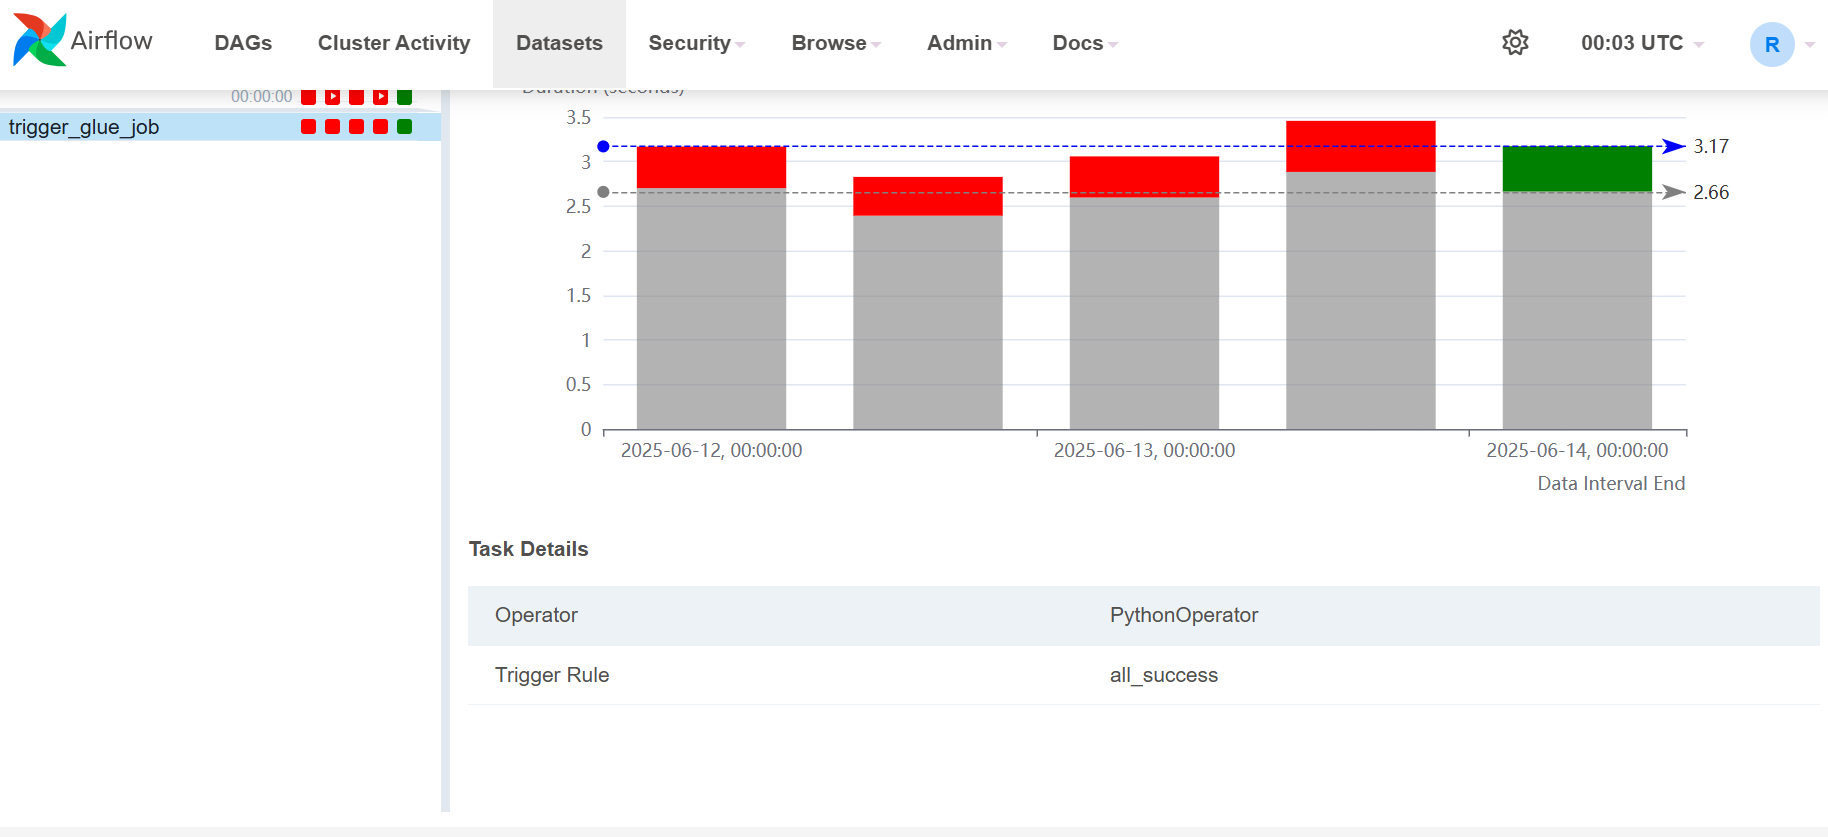 Airflow
DAGs
Cluster Activity
Datasets
Security
Browse
Admin
Docs
00:03 UTC
R
00:00:00
trigger_glue_job
Duration (seconds)
3.5
3
2.5
2
1.5
1
0.5
0
3.17
2.66
2025-06-12, 00:00:00
2025-06-13, 00:00:00
2025-06-14, 00:00:00
Data Interval End
Task Details
Operator PythonOperator
Trigger Rule all_success